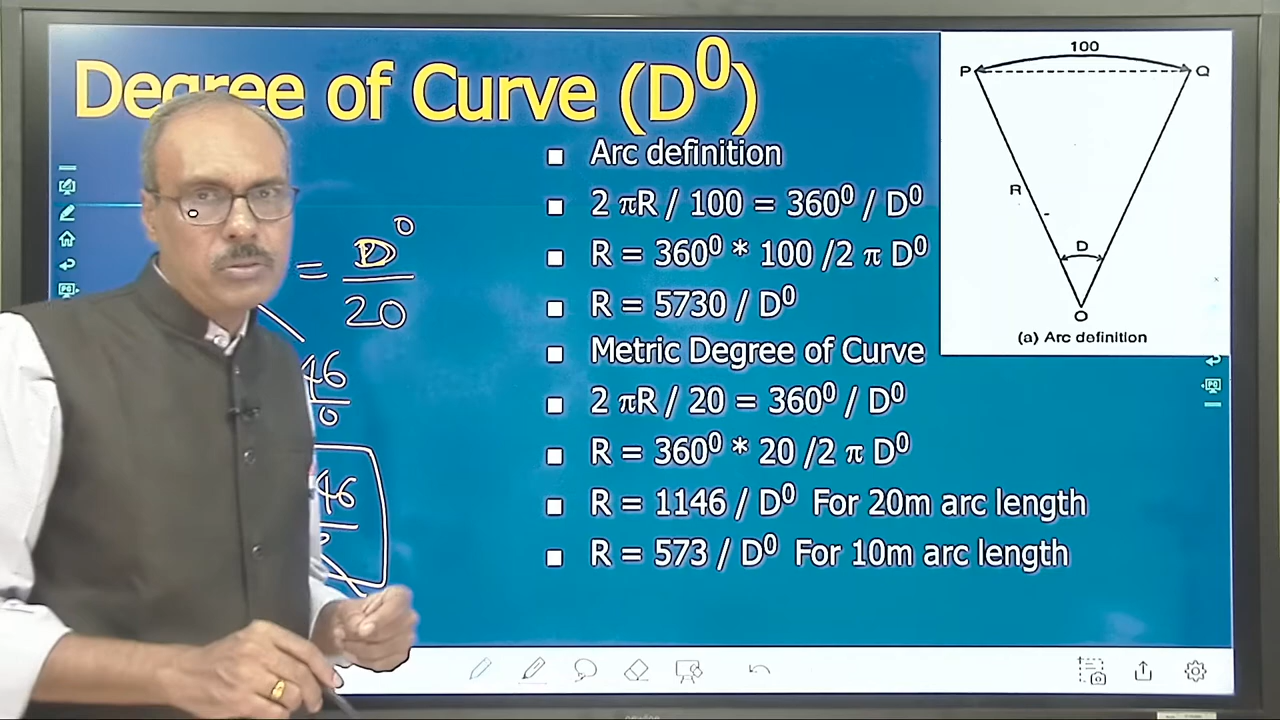 Degree of Curve (D⁰)
Arc definition
2 πR / 100 = 360⁰ / D⁰
R = 360⁰ * 100 /2 π D⁰
R = 5730 / D⁰
Metric Degree of Curve
2 πR / 20 = 360⁰ / D⁰
R = 360⁰ * 20 /2 π D⁰
R = 1146 / D⁰ For 20m arc length
R = 573 / D⁰ For 10m arc length
100
P Q
R
D
O
(a) Arc definition
= D⁰
20